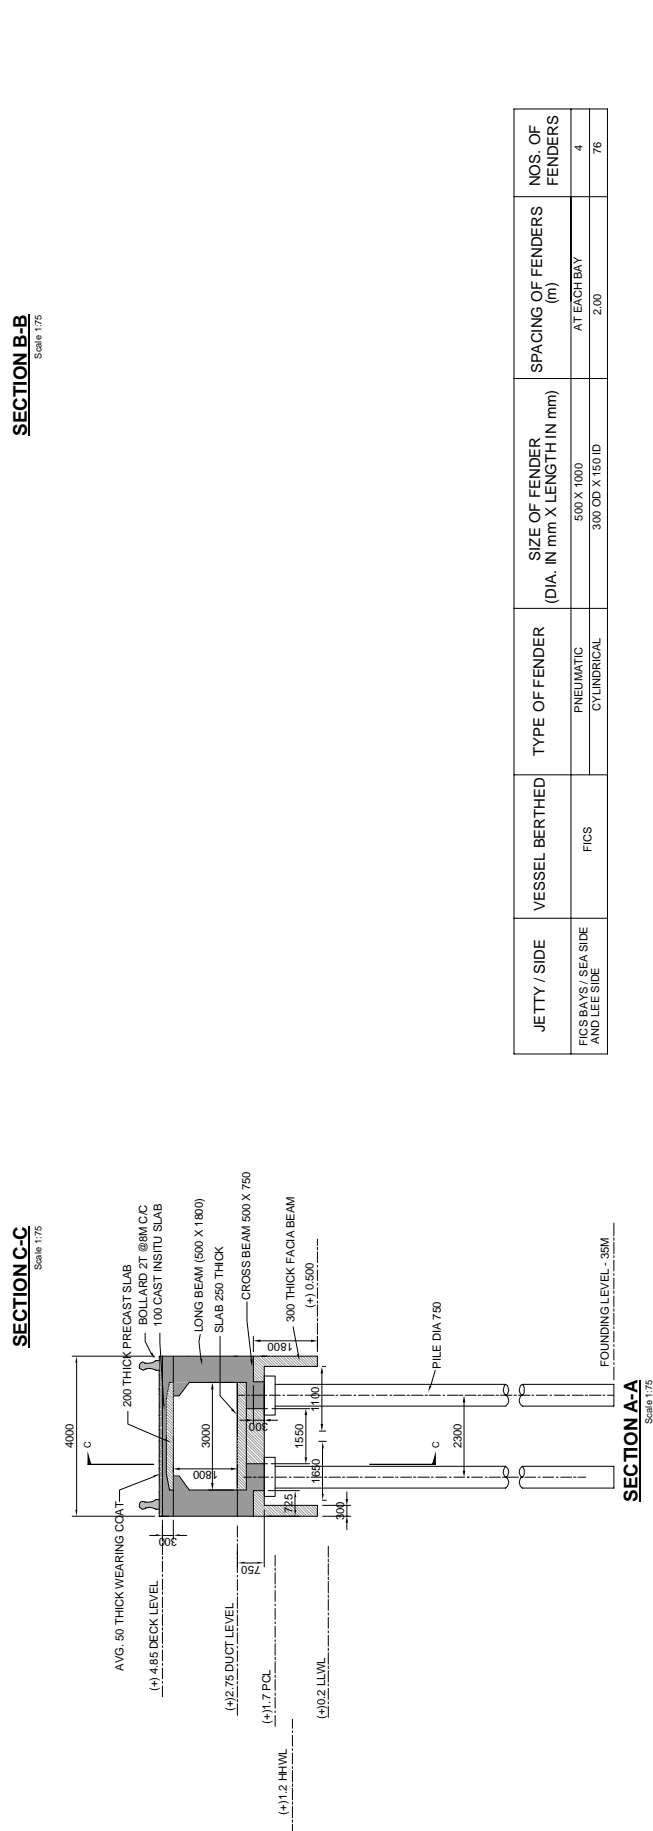 SECTION C-C
Scale 1:75
SECTION B-B
Scale 1:75
4000
AVG. 50 THICK WEARING COAT
200 THICK PRECAST SLAB
BOLLARD 2T @8M C/C
100 CAST INSITU SLAB
LONG BEAM (500 X 1800)
SLAB 250 THICK
CROSS BEAM 500 X 750
300 THICK FACIA BEAM
(+) 0.500
(+) 4.85 DECK LEVEL
(+)2.75 DUCT LEVEL
(+)1.7 PCL
(+)1.2 HHWL
(+)0.2 LLWL
C
300
1800
3000
750
725
300
300
1800
1650
1550
1100
C
2300
PILE DIA 750
FOUNDING LEVEL - 35M
SECTION A-A
Scale 1:75
JETTY / SIDE
VESSEL BERTHED
TYPE OF FENDER
SIZE OF FENDER
(DIA. IN mm X LENGTH IN mm)
SPACING OF FENDERS
(m)
NOS. OF
FENDERS
FICS BAYS / SEA SIDE
AND LEE SIDE
FICS
PNEUMATIC
500 X 1000
AT EACH BAY
4
CYLINDRICAL
300 OD X 150 ID
2.00
76